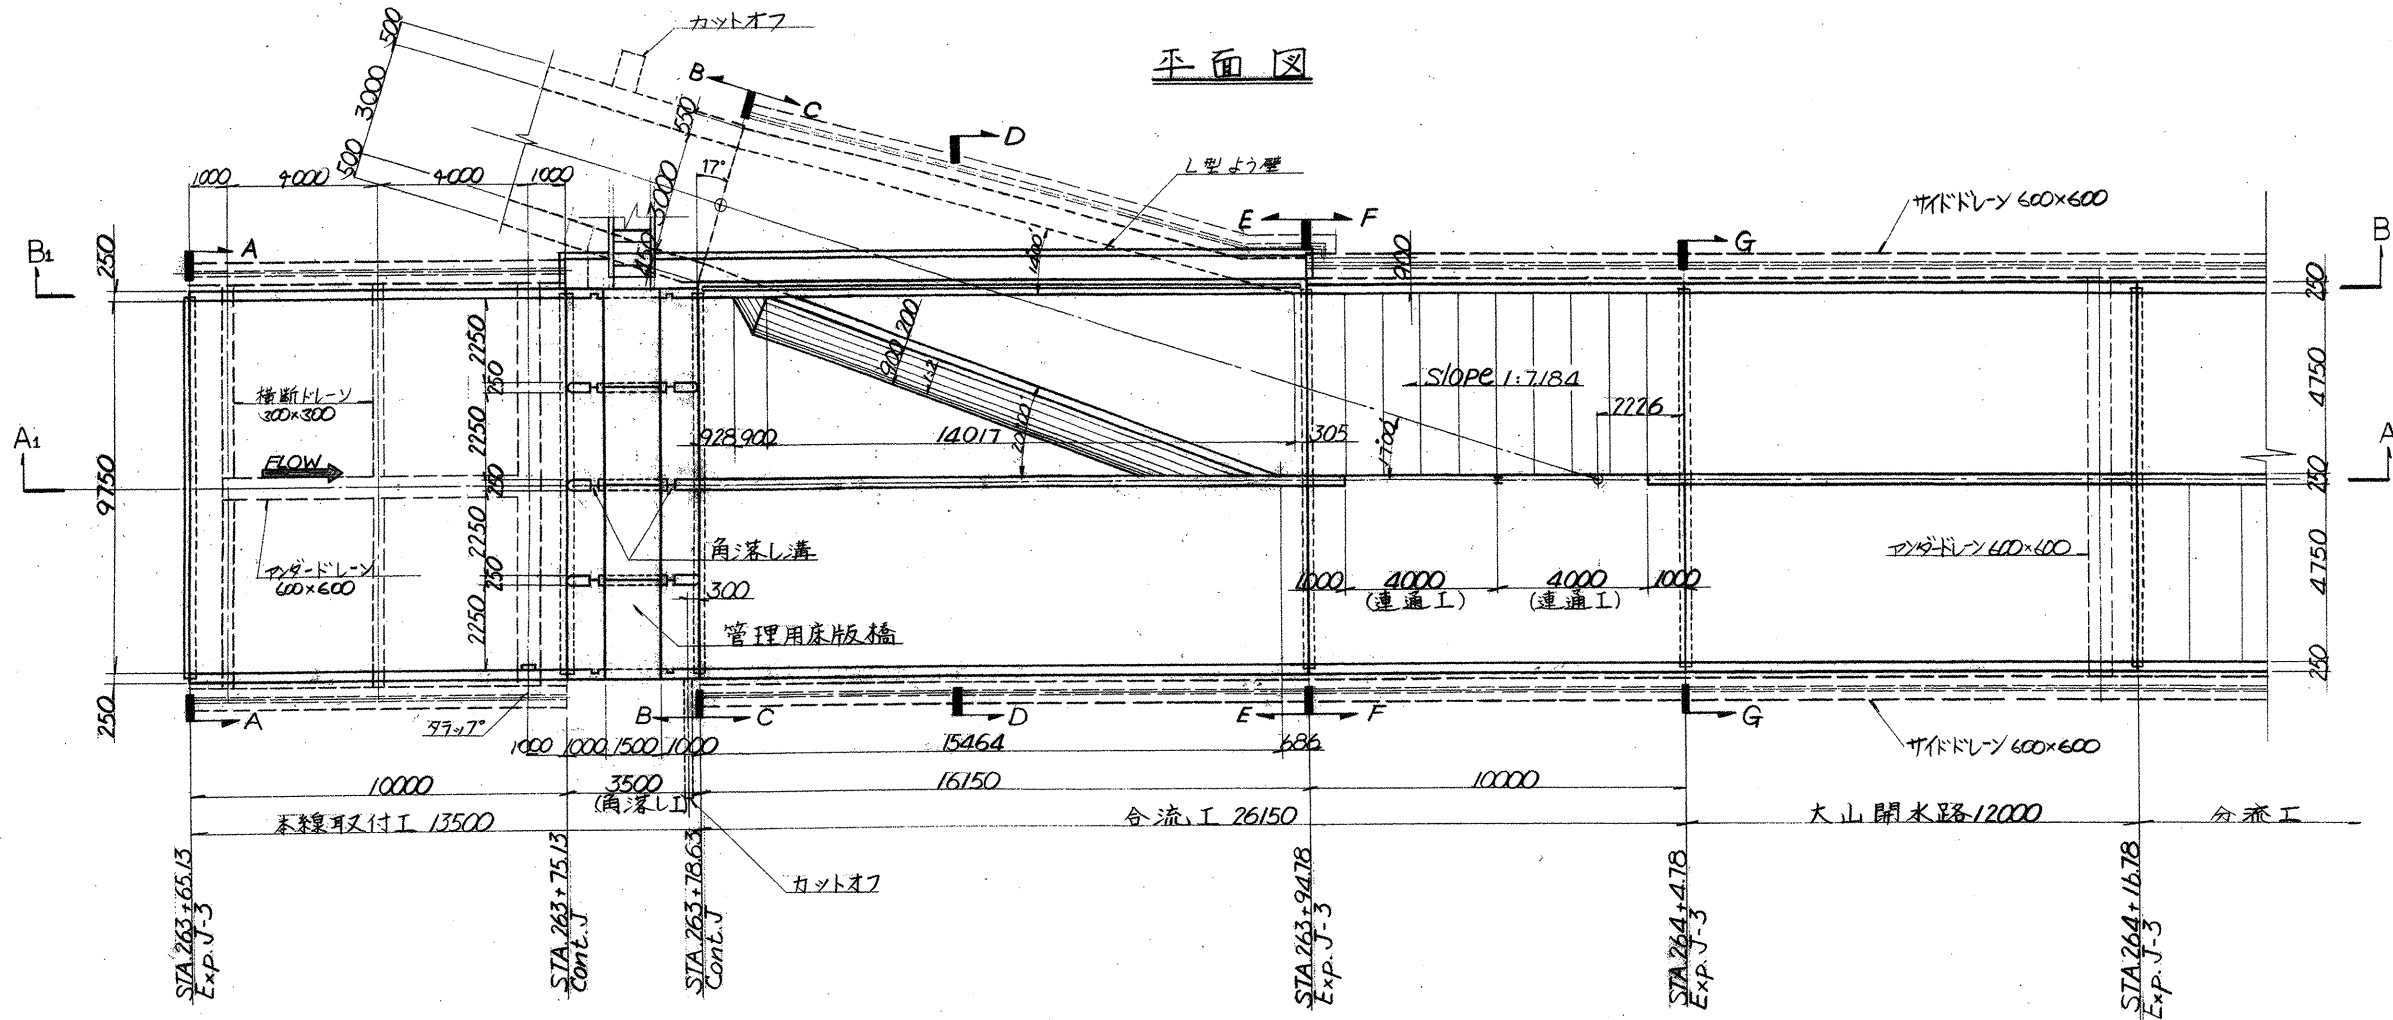 平面図
カットオフ
500
3000
500
B
C
550
3000
450
17°
D
L型よう壁
E
F
サイドドレーン 600×600
G
1000
4000
4000
1000
B1
250
A
900
B
250
2250
250
900
200
1:2
slope 1:7.184
4750
横断ドレーン
300×300
2250
928
900
14017
305
2226
17°00'
A1
FLOW
9750
250
250
A
アンダードレーン
600×600
2250
250
角落し溝
300
アンダードレーン 600×600
1000
4000
4000
1000
(連通工)
(連通工)
4750
2250
管理用床版橋
250
250
A
タラップ
B
C
D
E
F
G
1000
1000
1500
1000
15464
686
サイドドレーン 600×600
10000
3500
(角落し工)
16150
10000
本線取付工 13500
合流工 26150
大山開水路 12000
分流工
カットオフ
STA 263+65.13
Exp.J-3
STA 263+75.13
Cont.J
STA 263+78.63
Cont.J
STA 263+94.78
Exp.J-3
STA 264+4.78
Exp.J-3
STA 264+16.78
Exp.J-3